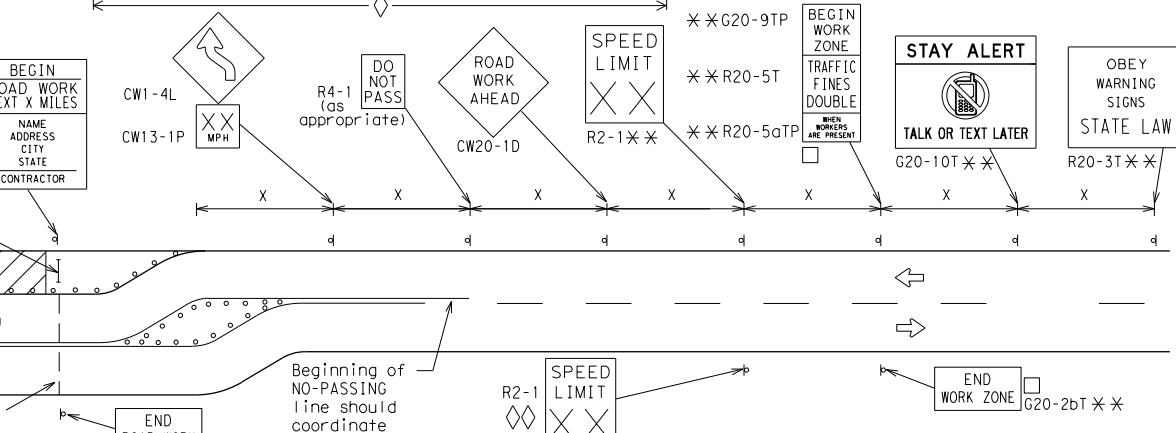 BEGIN
ROAD WORK
NEXT X MILES
NAME
ADDRESS
CITY
STATE
CONTRACTOR
CW1-4L
CW13-1P
X X
MPH
R4-1
(as
appropriate)
DO
NOT
PASS
ROAD
WORK
AHEAD
CW20-1D
SPEED
LIMIT
X X
R2-1**
**G20-9TP
**R20-5T
**R20-5aTP
BEGIN
WORK
ZONE
TRAFFIC
FINES
DOUBLE
WHEN
WORKERS
ARE PRESENT
STAY ALERT
TALK OR TEXT LATER
G20-10T**
OBEY
WARNING
SIGNS
STATE LAW
R20-3T**
X X X X X X X
Beginning of
NO-PASSING
line should
coordinate
R2-1
SPEED
LIMIT
X X
END
WORK ZONE
G20-2bT**
END
ROAD WORK